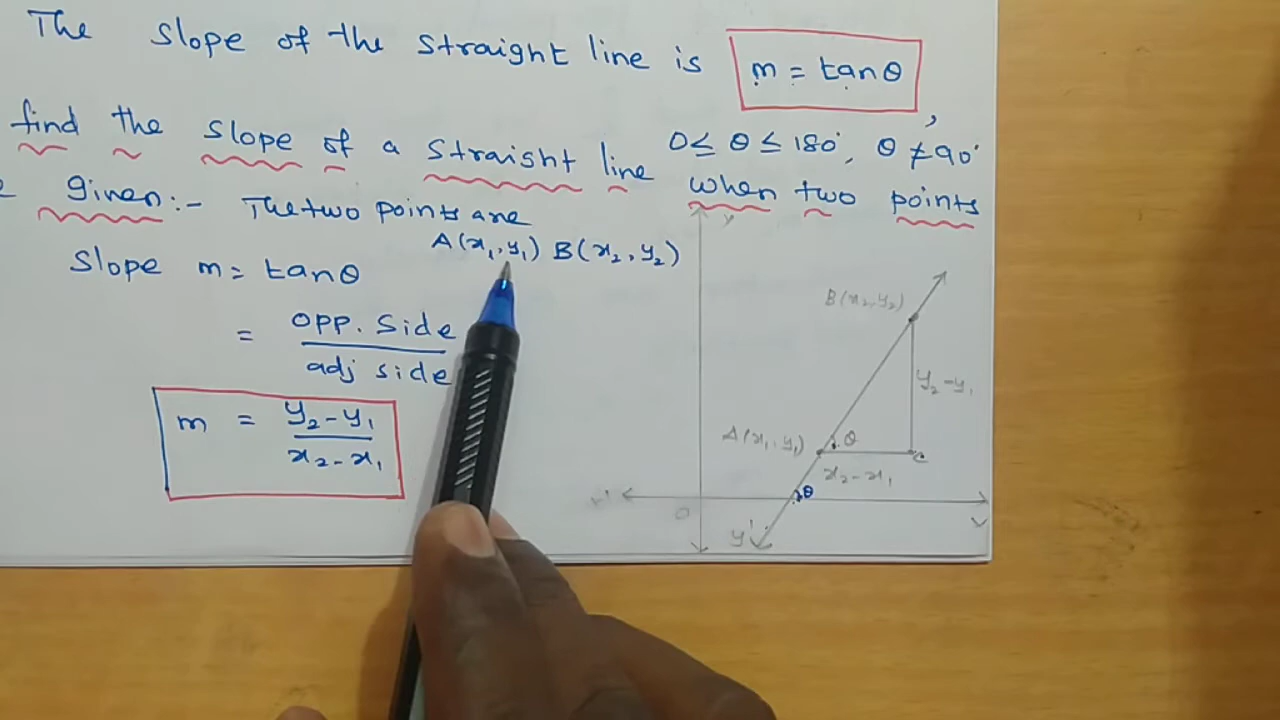 The slope of the straight line is m = tanθ,
0 ≤ θ ≤ 180°, θ ≠ 90°
find the slope of a straight line when two points
given:- The two points are
A(x₁, y₁) B(x₂, y₂)
Slope m = tanθ
= opp. side / adj side
m = y₂ - y₁ / x₂ - x₁
y
B(x₂, y₂)
y₂ - y₁
A(x₁, y₁) θ C
x₂ - x₁
θ
x' O
y'